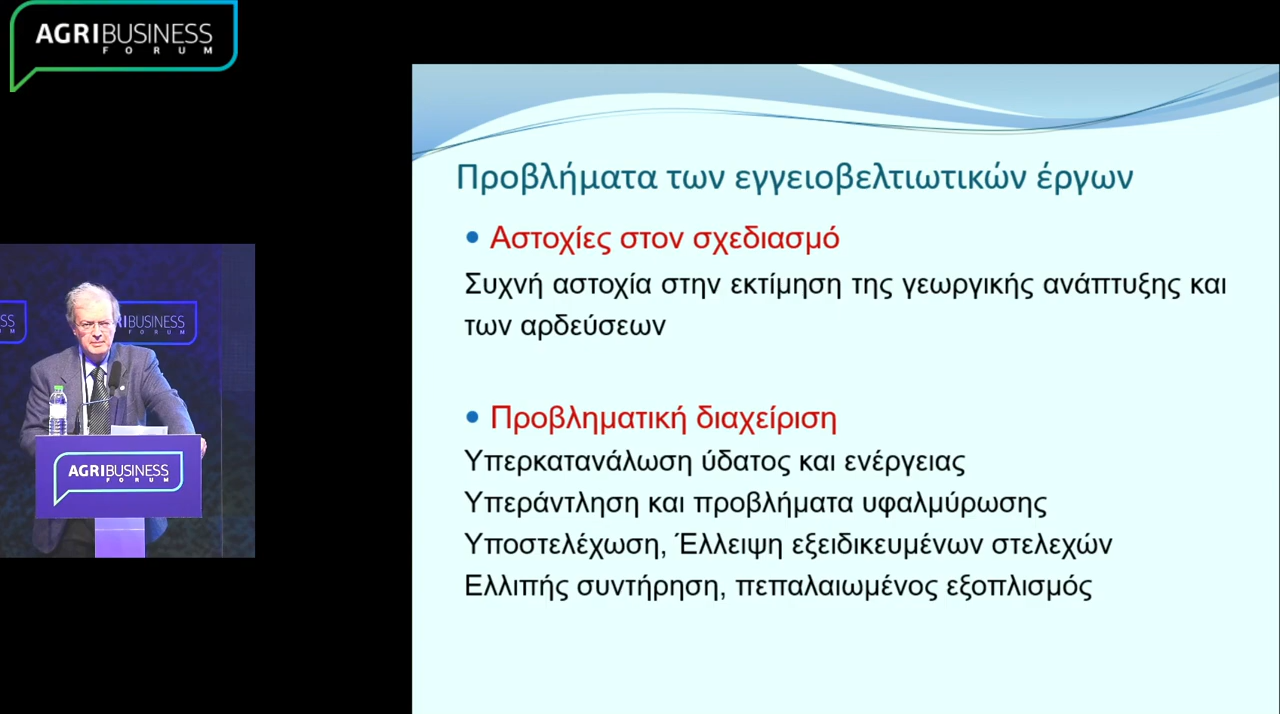 AGRIBUSINESS
FORUM
Προβλήματα των εγγειοβελτιωτικών έργων
• Αστοχίες στον σχεδιασμό
Συχνή αστοχία στην εκτίμηση της γεωργικής ανάπτυξης και
των αρδεύσεων
• Προβληματική διαχείριση
Υπερκατανάλωση ύδατος και ενέργειας
Υπεράντληση και προβλήματα υφαλμύρωσης
Υποστελέχωση, Έλλειψη εξειδικευμένων στελεχών
Ελλιπής συντήρηση, πεπαλαιωμένος εξοπλισμός
SS
M
RIBUSINESS
FORUM
AGRIBUSINESS
FORUM